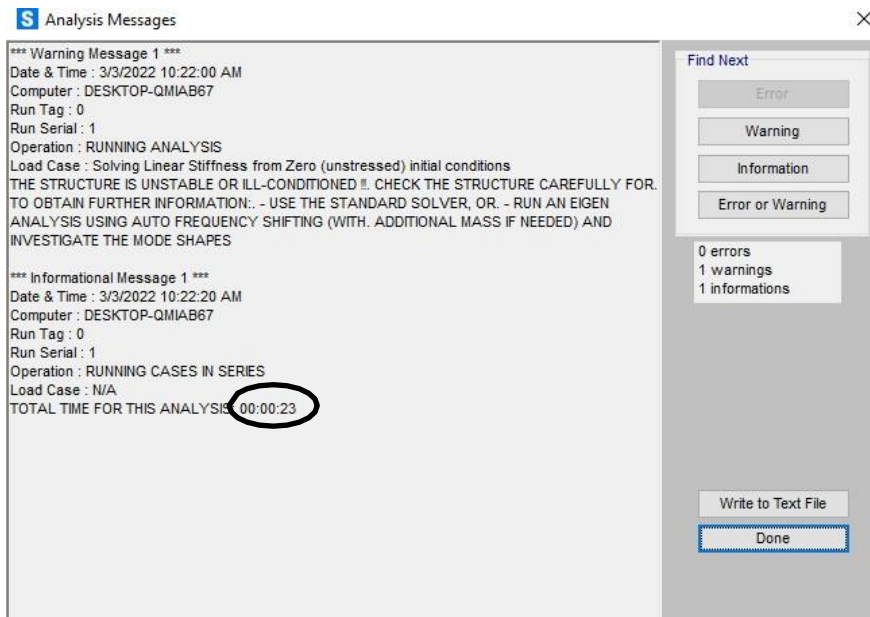 S Analysis Messages
*** Warning Message 1 ***
Date & Time : 3/3/2022 10:22:00 AM
Computer : DESKTOP-QMIAB67
Run Tag : 0
Run Serial : 1
Operation : RUNNING ANALYSIS
Load Case : Solving Linear Stiffness from Zero (unstressed) initial conditions
THE STRUCTURE IS UNSTABLE OR ILL-CONDITIONED !!. CHECK THE STRUCTURE CAREFULLY FOR.
TO OBTAIN FURTHER INFORMATION:. - USE THE STANDARD SOLVER, OR. - RUN AN EIGEN
ANALYSIS USING AUTO FREQUENCY SHIFTING (WITH. ADDITIONAL MASS IF NEEDED) AND
INVESTIGATE THE MODE SHAPES
*** Informational Message 1 ***
Date & Time : 3/3/2022 10:22:20 AM
Computer : DESKTOP-QMIAB67
Run Tag : 0
Run Serial : 1
Operation : RUNNING CASES IN SERIES
Load Case : N/A
TOTAL TIME FOR THIS ANALYSIS: 00:00:23
Find Next
Error
Warning
Information
Error or Warning
0 errors
1 warnings
1 informations
Write to Text File
Done